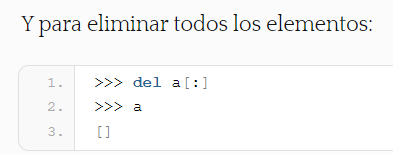 Y para eliminar todos los elementos:
1. >>> del a[:]
2. >>> a
3. []